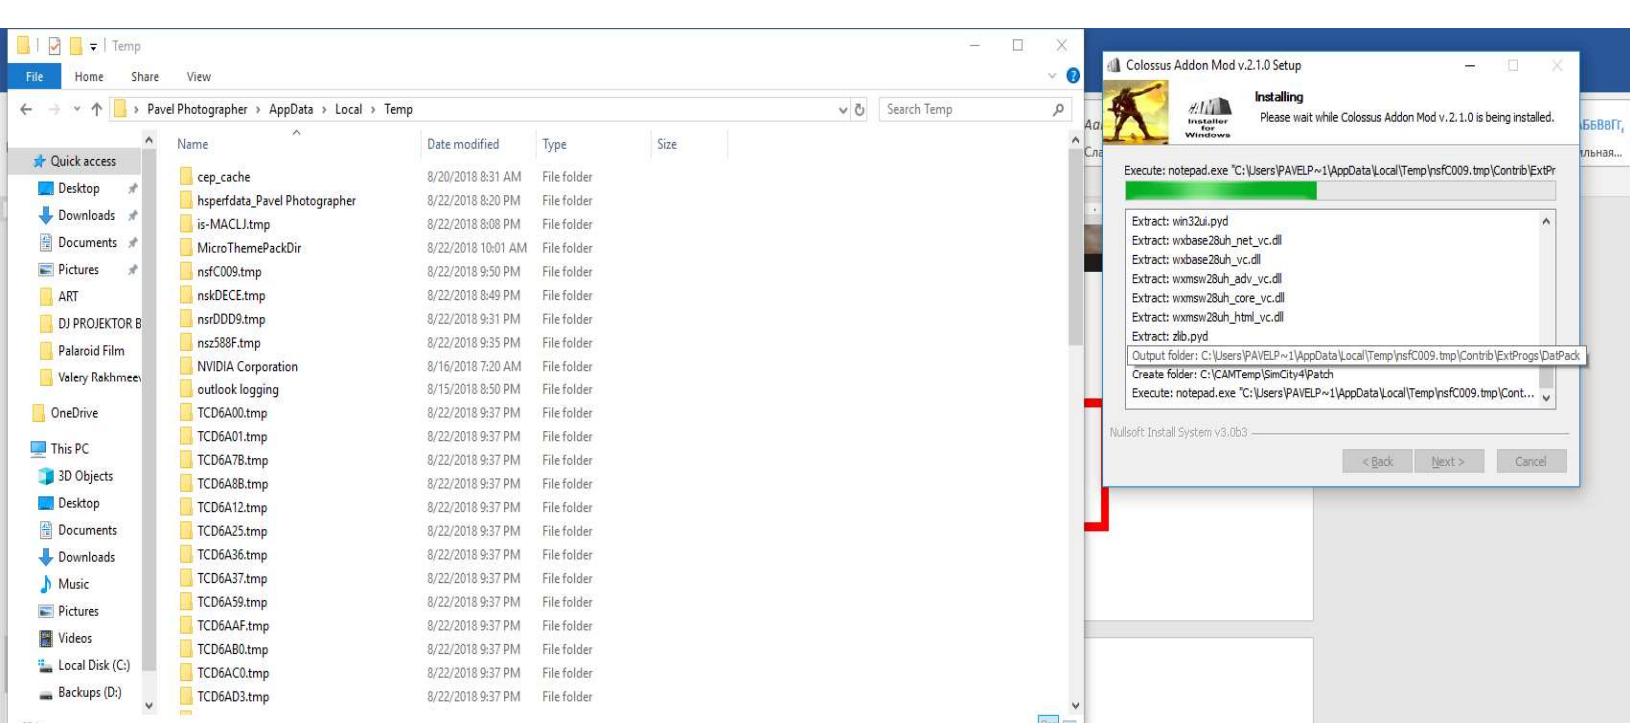 Temp
File Home Share View
Pavel Photographer > AppData > Local > Temp
Search Temp
Name Date modified Type Size
Quick access
Desktop
Downloads
Documents
Pictures
ART
DJ PROJEKTOR B
Palaroid Film
Valery Rakhmeev
OneDrive
This PC
3D Objects
Desktop
Documents
Downloads
Music
Pictures
Videos
Local Disk (C:)
Backups (D:)
cep_cache 8/20/2018 8:31 AM File folder
hsperfdata_Pavel Photographer 8/22/2018 8:20 PM File folder
is-MACLJ.tmp 8/22/2018 8:08 PM File folder
MicroThemePackDir 8/22/2018 10:01 AM File folder
nsfC009.tmp 8/22/2018 9:50 PM File folder
nskDECE.tmp 8/22/2018 8:49 PM File folder
nsrDDD9.tmp 8/22/2018 9:31 PM File folder
nsz588F.tmp 8/22/2018 9:35 PM File folder
NVIDIA Corporation 8/16/2018 7:20 AM File folder
outlook logging 8/15/2018 8:50 PM File folder
TCD6A00.tmp 8/22/2018 9:37 PM File folder
TCD6A01.tmp 8/22/2018 9:37 PM File folder
TCD6A7B.tmp 8/22/2018 9:37 PM File folder
TCD6A8B.tmp 8/22/2018 9:37 PM File folder
TCD6A12.tmp 8/22/2018 9:37 PM File folder
TCD6A25.tmp 8/22/2018 9:37 PM File folder
TCD6A36.tmp 8/22/2018 9:37 PM File folder
TCD6A37.tmp 8/22/2018 9:37 PM File folder
TCD6A59.tmp 8/22/2018 9:37 PM File folder
TCD6AAF.tmp 8/22/2018 9:37 PM File folder
TCD6AB0.tmp 8/22/2018 9:37 PM File folder
TCD6AC0.tmp 8/22/2018 9:37 PM File folder
TCD6AD3.tmp 8/22/2018 9:37 PM File folder
Colossus Addon Mod v.2.1.0 Setup
Installer
for
Windows
Installing
Please wait while Colossus Addon Mod v.2.1.0 is being installed.
Execute: notepad.exe "C:\Users\PAVELP~1\AppData\Local\Temp\nsfC009.tmp\Contrib\ExtPr
Extract: win32ui.pyd
Extract: wxbase28uh_net_vc.dll
Extract: wxbase28uh_vc.dll
Extract: wxmsw28uh_adv_vc.dll
Extract: wxmsw28uh_core_vc.dll
Extract: wxmsw28uh_html_vc.dll
Extract: zlib.pyd
Output folder: C:\Users\PAVELP~1\AppData\Local\Temp\nsfC009.tmp\Contrib\ExtProgs\DatPack
Create folder: C:\CAMTemp\SimCity4\Patch
Execute: notepad.exe "C:\Users\PAVELP~1\AppData\Local\Temp\nsfC009.tmp\Cont...
Nullsoft Install System v3.0b3
< Back Next > Cancel